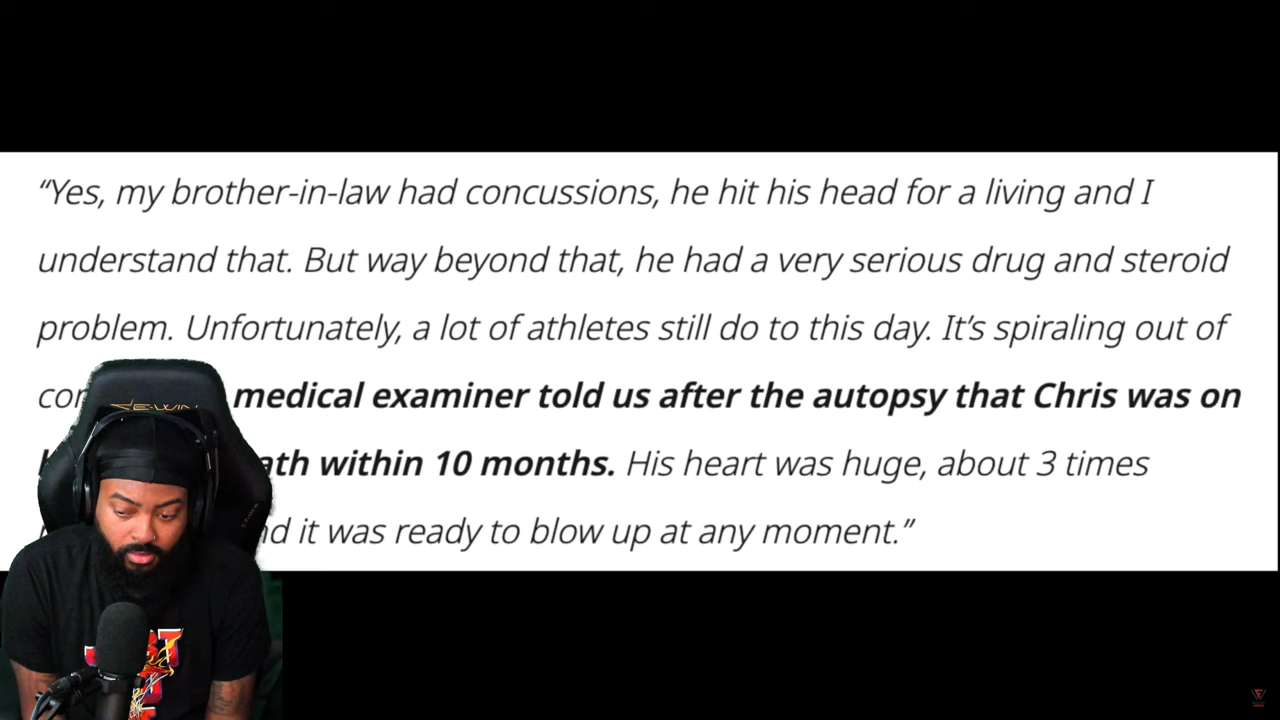 “Yes, my brother-in-law had concussions, he hit his head for a living and I
understand that. But way beyond that, he had a very serious drug and steroid
problem. Unfortunately, a lot of athletes still do to this day. It’s spiraling out of
medical examiner told us after the autopsy that Chris was on
within 10 months. His heart was huge, about 3 times
it was ready to blow up at any moment.”
E-WIN